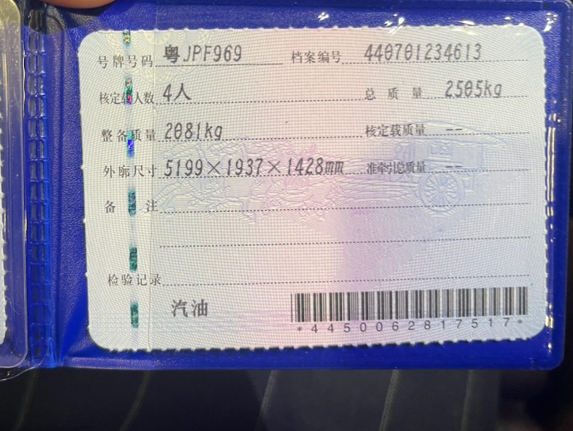 号牌号码 粤JPF969 档案编号 440701234613
核定载人数 4人 总质量 2505kg
整备质量 2081kg 核定载质量 --
外廓尺寸 5199×1937×1428mm 准牵引总质量 --
备注
检验记录
汽油
*4450062817517*